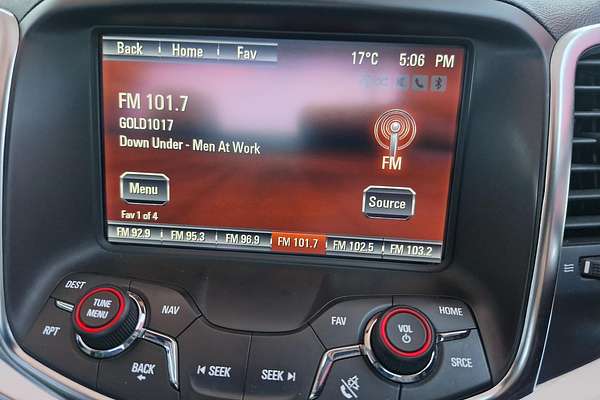 Back Home Fav 17°C 5:06 PM
FM 101.7
GOLD1017
Down Under - Men At Work
FM
Menu
Source
Fav 1 of 4
FM 92.9 FM 95.3 FM 96.9 FM 101.7 FM 102.5 FM 103.2
DEST
NAV
RPT
TUNE
MENU
BACK
SEEK
SEEK
FAV
VOL
HOME
SRCE